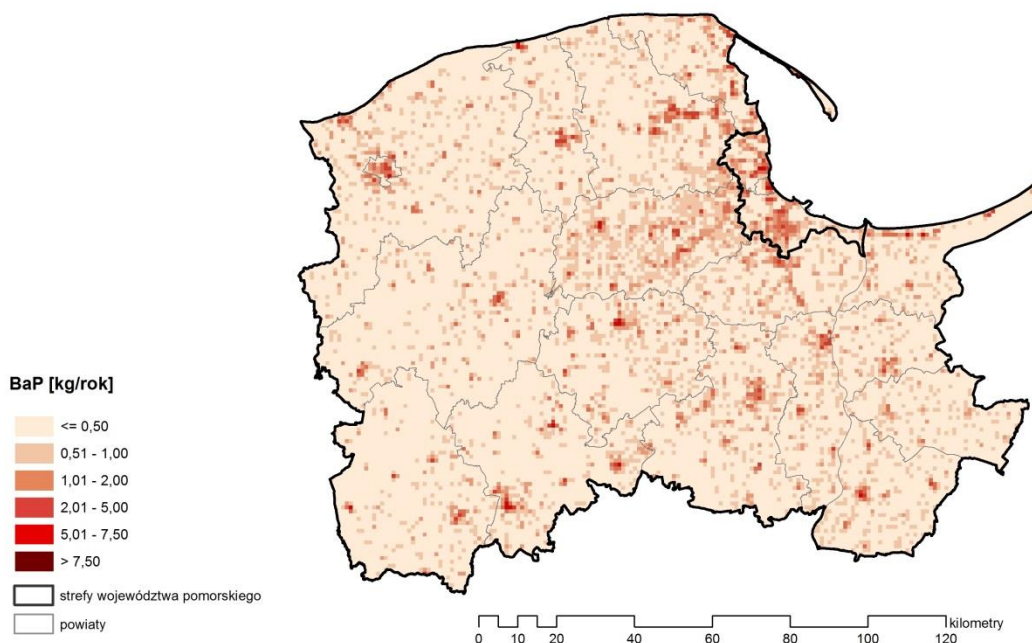 BaP [kg/rok]
<= 0,50
0,51 - 1,00
1,01 - 2,00
2,01 - 5,00
5,01 - 7,50
> 7,50
strefy województwa pomorskiego
powiaty
kilometry
0 10 20 40 60 80 100 120